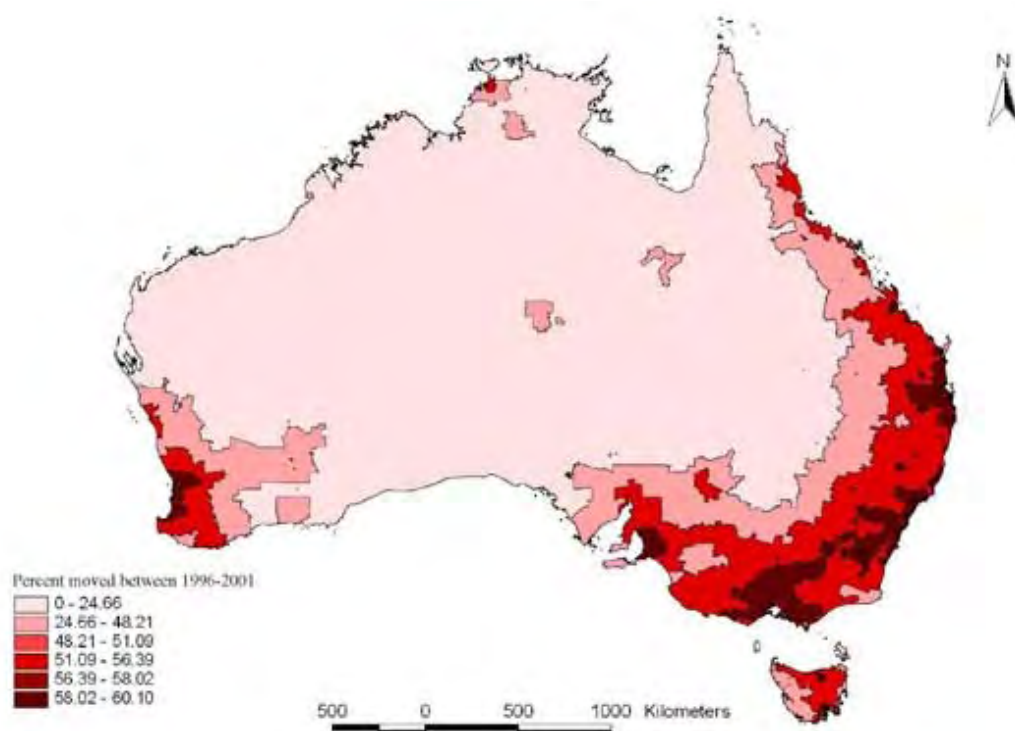 N
Percent moved between 1996-2001
0 - 24.66
24.66 - 48.21
48.21 - 51.09
51.09 - 56.39
56.39 - 58.02
58.02 - 60.10
500 0 500 1000 Kilometers